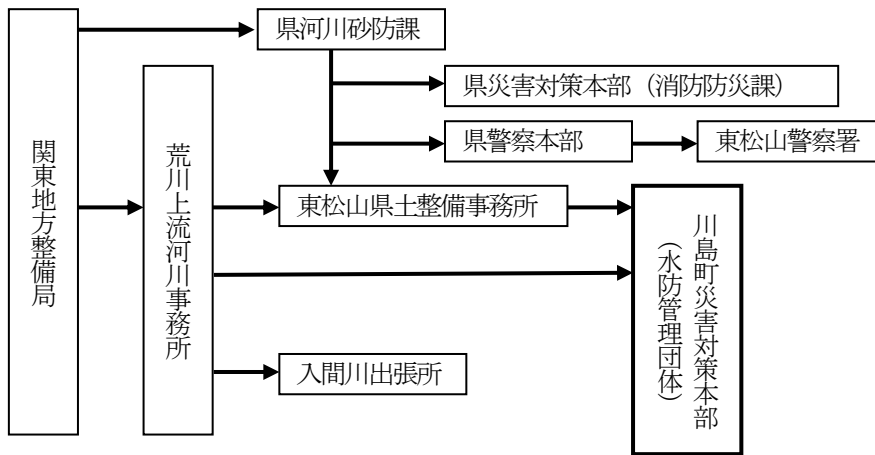 県河川砂防課
県災害対策本部（消防防災課）
県警察本部
東松山警察署
関東地方整備局
荒川上流河川事務所
東松山県土整備事務所
川島町災害対策本部
（水防管理団体）
入間川出張所